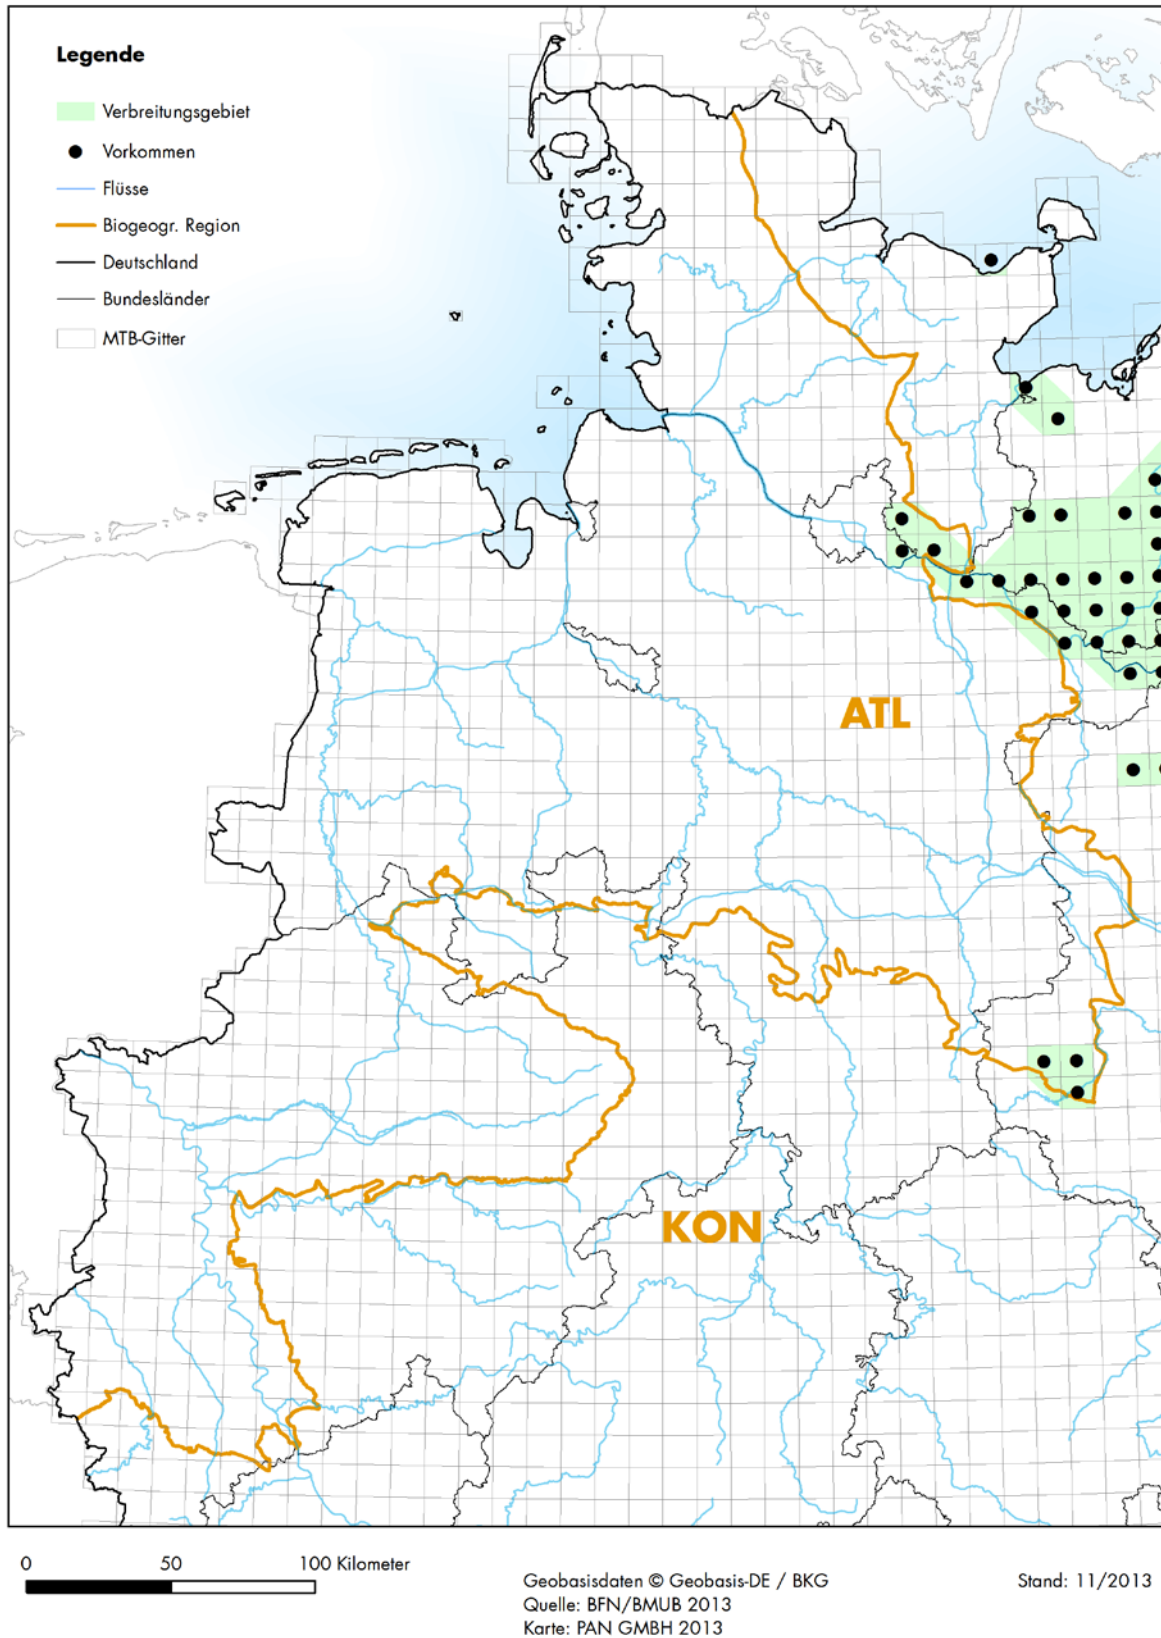 Legende
Verbreitungsgebiet
Vorkommen
Flüsse
Biogeogr. Region
Deutschland
Bundesländer
MTB-Gitter
ATL
KON
0 50 100 Kilometer
Geobasisdaten © Geobasis-DE / BKG
Quelle: BFN/BMUB 2013
Karte: PAN GMBH 2013
Stand: 11/2013